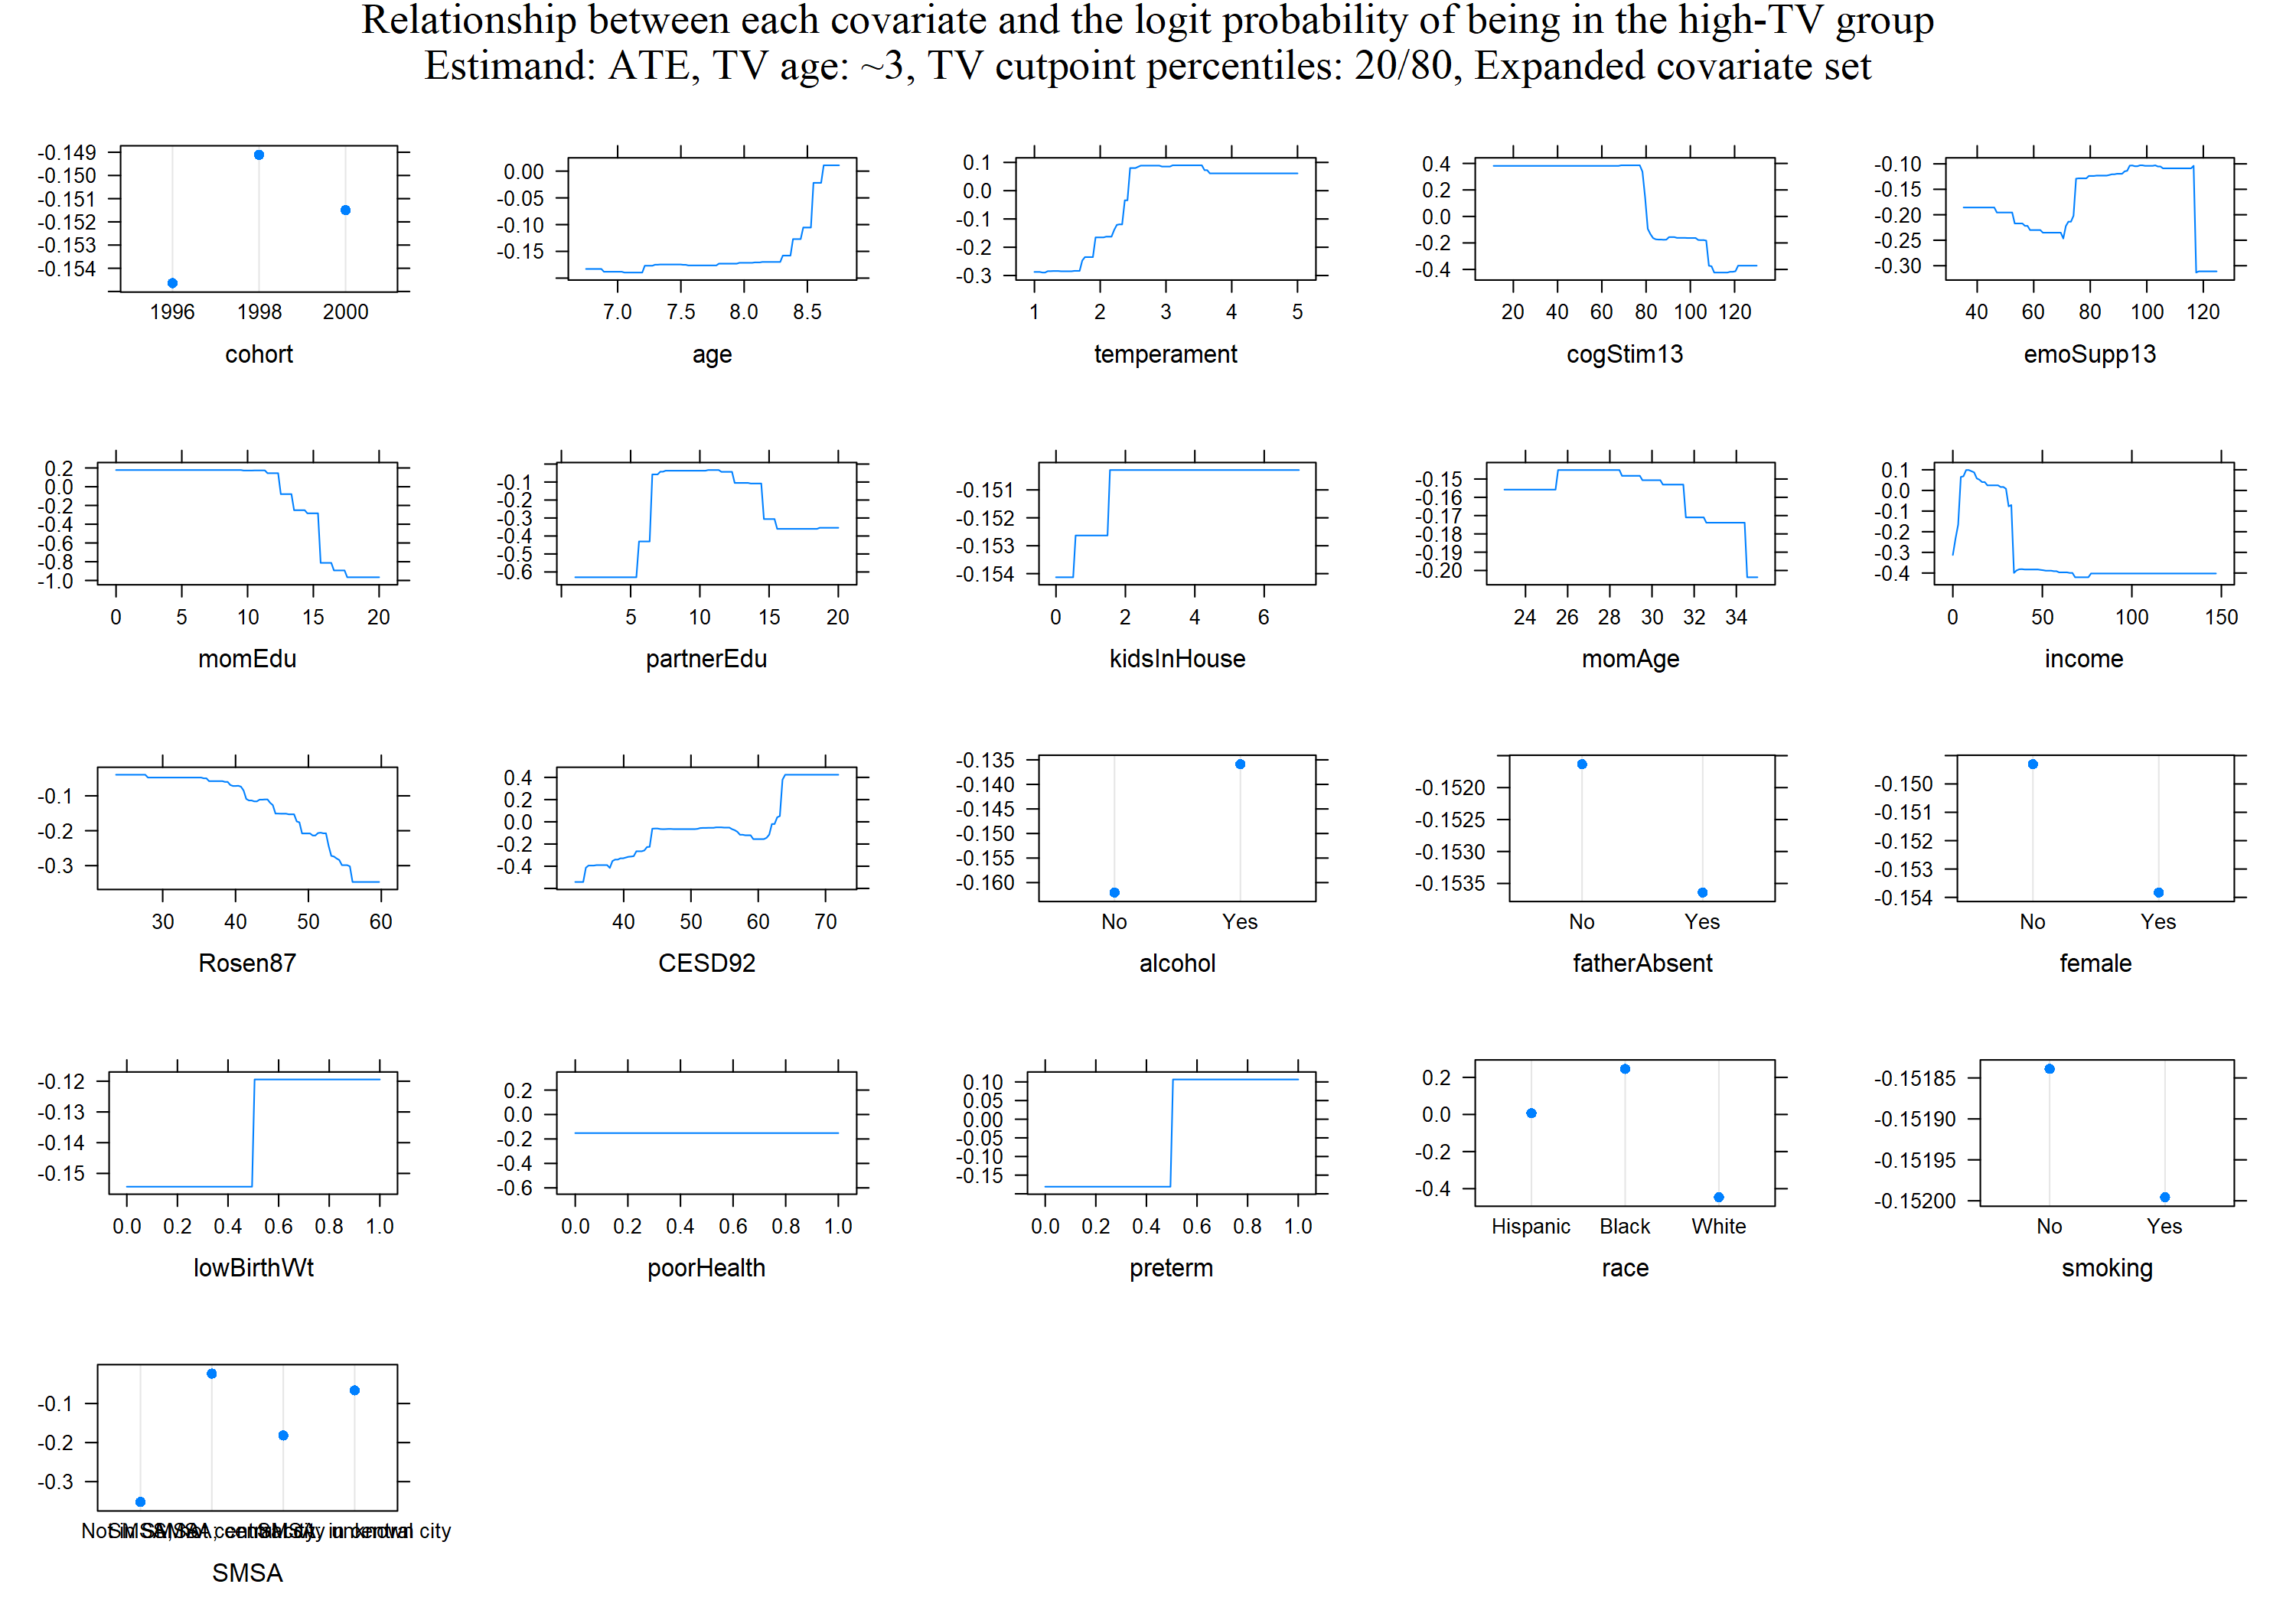 Relationship between each covariate and the logit probability of being in the high-TV group
Estimand: ATE, TV age: ~3, TV cutpoint percentiles: 20/80, Expanded covariate set
-0.149
-0.150
-0.151
-0.152
-0.153
-0.154
1996 1998 2000
cohort
0.00
-0.05
-0.10
-0.15
7.0 7.5 8.0 8.5
age
0.1
0.0
-0.1
-0.2
-0.3
1 2 3 4 5
temperament
0.4
0.2
0.0
-0.2
-0.4
20 40 60 80 100 120
cogStim13
-0.10
-0.15
-0.20
-0.25
-0.30
40 60 80 100 120
emoSupp13
0.2
0.0
-0.2
-0.4
-0.6
-0.8
-1.0
0 5 10 15 20
momEdu
-0.1
-0.2
-0.3
-0.4
-0.5
-0.6
5 10 15 20
partnerEdu
-0.151
-0.152
-0.153
-0.154
0 2 4 6
kidsInHouse
-0.15
-0.16
-0.17
-0.18
-0.19
-0.20
24 26 28 30 32 34
momAge
0.1
0.0
-0.1
-0.2
-0.3
-0.4
0 50 100 150
income
-0.1
-0.2
-0.3
30 40 50 60
Rosen87
0.4
0.2
0.0
-0.2
-0.4
40 50 60 70
CESD92
-0.135
-0.140
-0.145
-0.150
-0.155
-0.160
No Yes
alcohol
-0.1520
-0.1525
-0.1530
-0.1535
No Yes
fatherAbsent
-0.150
-0.151
-0.152
-0.153
-0.154
No Yes
female
-0.12
-0.13
-0.14
-0.15
0.0 0.2 0.4 0.6 0.8 1.0
lowBirthWt
0.2
0.0
-0.2
-0.4
-0.6
0.0 0.2 0.4 0.6 0.8 1.0
poorHealth
0.10
0.05
0.00
-0.05
-0.10
-0.15
0.0 0.2 0.4 0.6 0.8 1.0
preterm
0.2
0.0
-0.2
-0.4
Hispanic Black White
race
-0.15185
-0.15190
-0.15195
-0.15200
No Yes
smoking
-0.1
-0.2
-0.3
city
SMSA